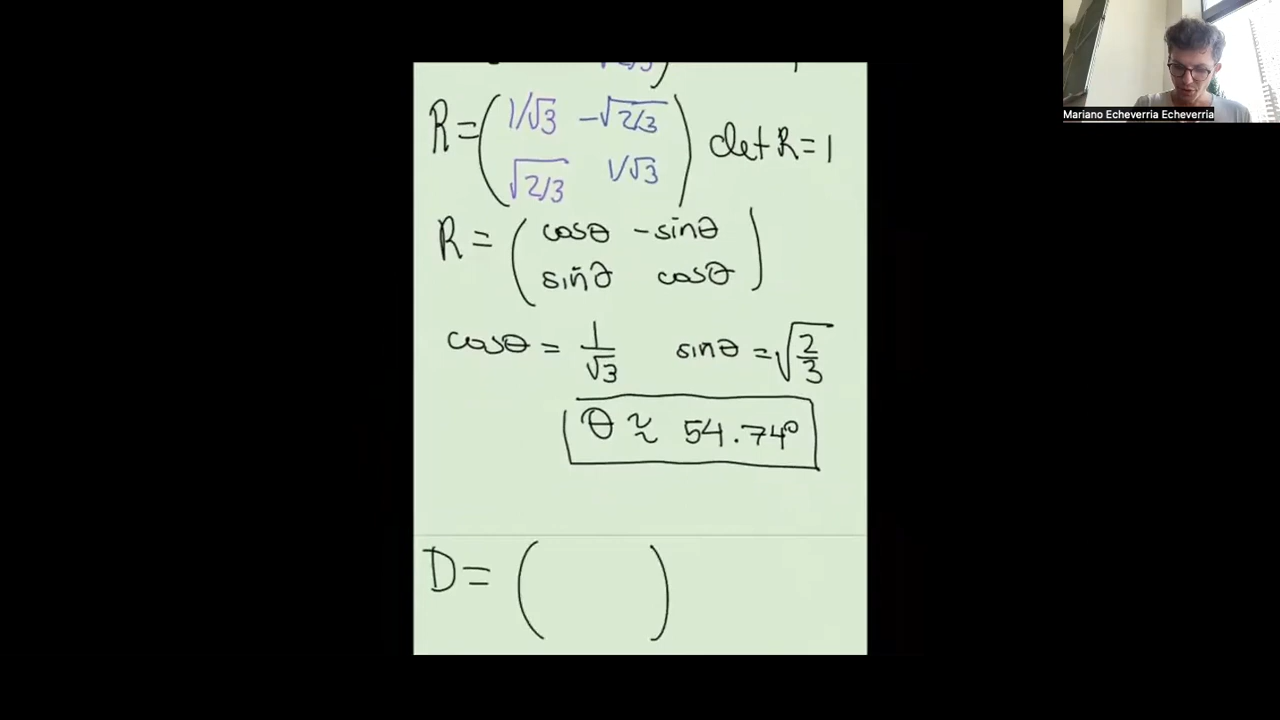 Mariano Echeverria Echeverria
R = ( 1/√3 −√2/3
√2/3 1/√3 ) det R = 1
R = ( cosθ −sinθ
sinθ cosθ )
cosθ = 1/√3 sinθ = √2/3
θ ≈ 54.74°
D = ( )